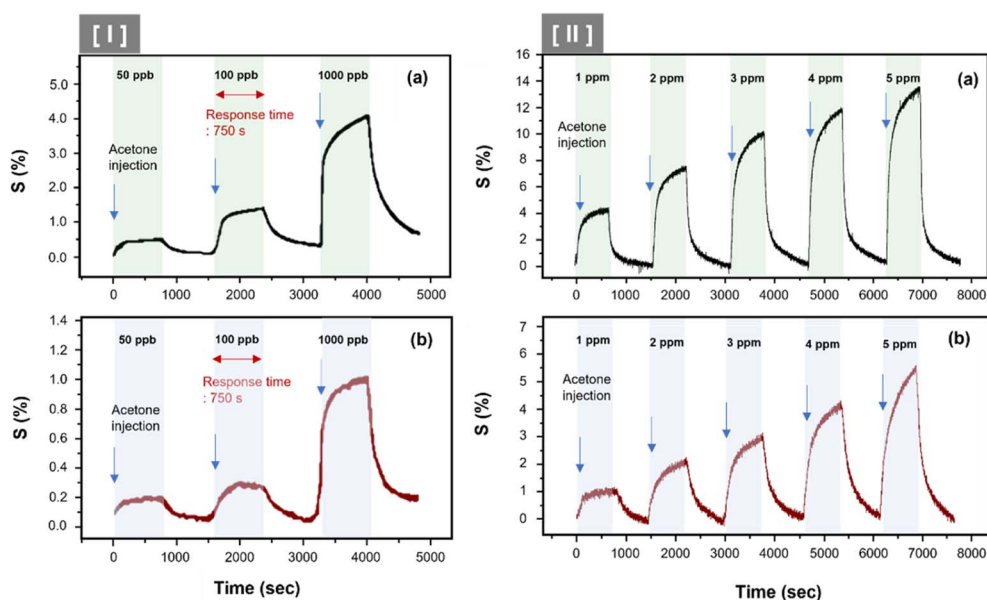 [ I ]
(a)
50 ppb
100 ppb
1000 ppb
Response time
: 750 s
Acetone
injection
S (%)
5.0
4.0
3.0
2.0
1.0
0.0
0
1000
2000
3000
4000
5000
(b)
50 ppb
100 ppb
1000 ppb
Response time
: 750 s
Acetone
injection
S (%)
1.4
1.2
1.0
0.8
0.6
0.4
0.2
0.0
0
1000
2000
3000
4000
5000
Time (sec)
[ II ]
(a)
1 ppm
2 ppm
3 ppm
4 ppm
5 ppm
Acetone
injection
S (%)
16
14
12
10
8
6
4
2
0
0
1000
2000
3000
4000
5000
6000
7000
8000
(b)
1 ppm
2 ppm
3 ppm
4 ppm
5 ppm
Acetone
injection
S (%)
7
6
5
4
3
2
1
0
0
1000
2000
3000
4000
5000
6000
7000
8000
Time (sec)